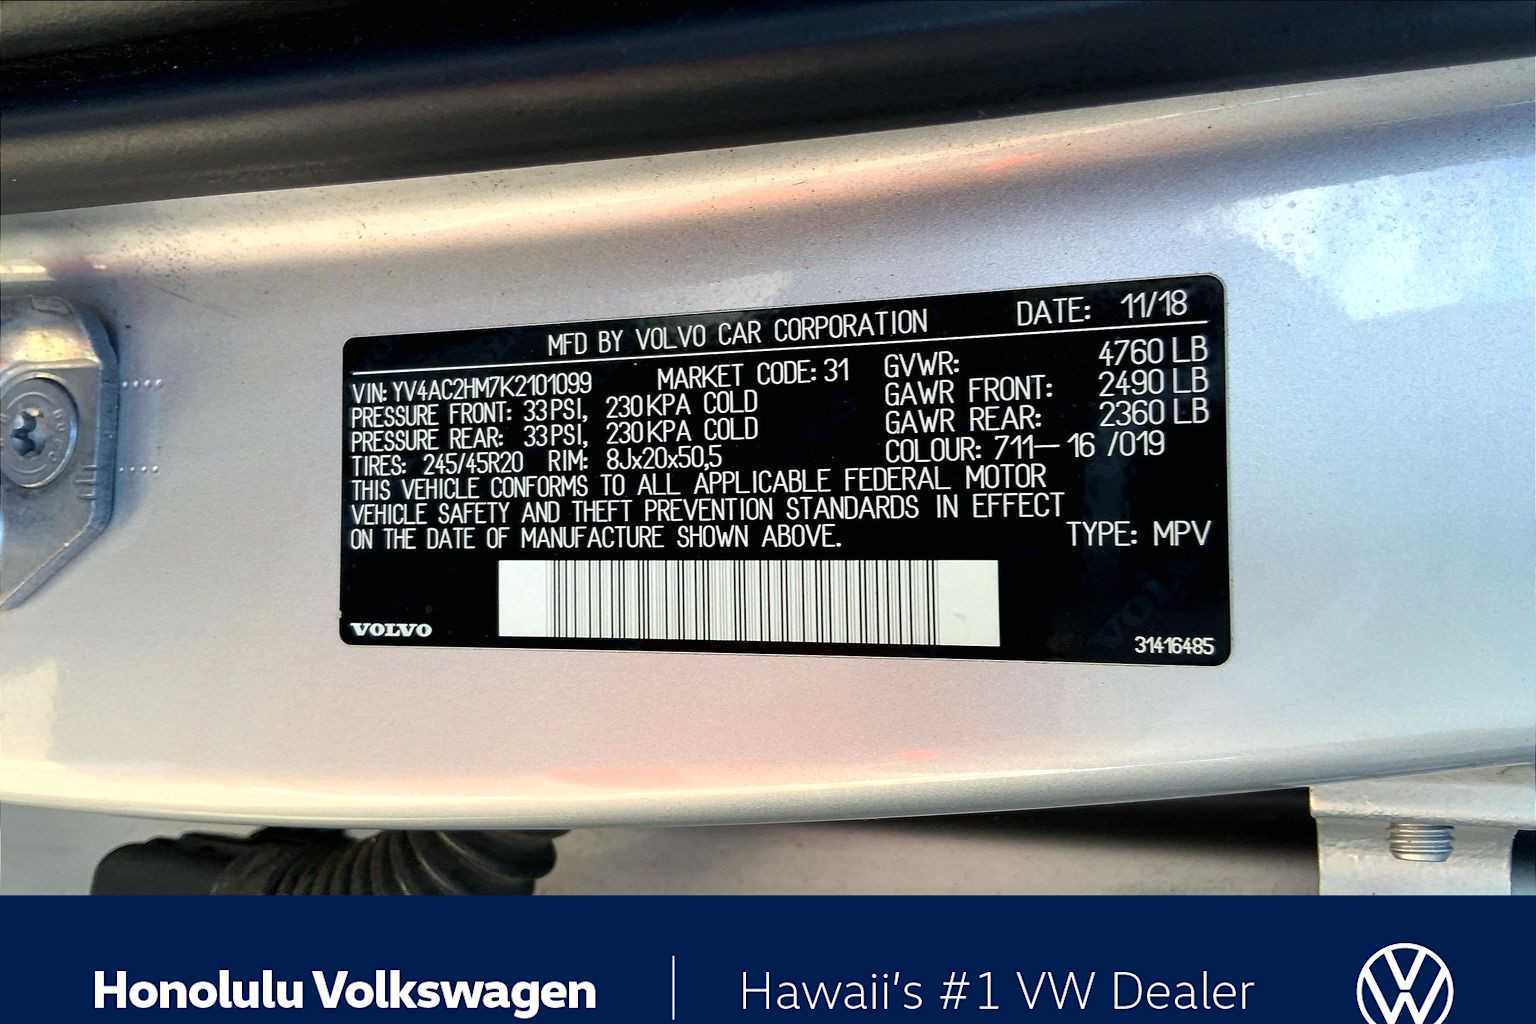 MFD BY VOLVO CAR CORPORATION DATE: 11/18
VIN: YV4AC2HM7K2101099 MARKET CODE: 31 GVWR: 4760 LB
PRESSURE FRONT: 33PSI, 230KPA COLD GAWR FRONT: 2490 LB
PRESSURE REAR: 33PSI, 230KPA COLD GAWR REAR: 2360 LB
TIRES: 245/45R20 RIM: 8Jx20x50,5 COLOUR: 711-16 /019
THIS VEHICLE CONFORMS TO ALL APPLICABLE FEDERAL MOTOR
VEHICLE SAFETY AND THEFT PREVENTION STANDARDS IN EFFECT
ON THE DATE OF MANUFACTURE SHOWN ABOVE. TYPE: MPV
VOLVO 31416485
Honolulu Volkswagen | Hawaii's #1 VW Dealer